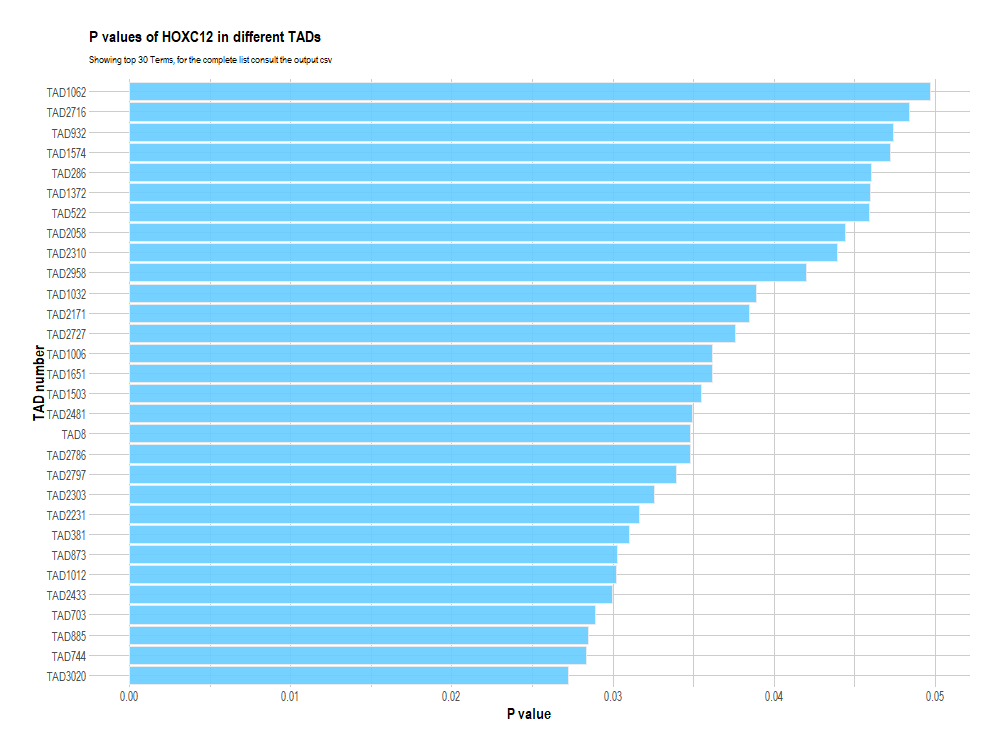 P values of HOXC12 in different TADs
Showing top 30 Terms, for the complete list consult the output csv
TAD number
TAD1062
TAD2716
TAD932
TAD1574
TAD286
TAD1372
TAD522
TAD2058
TAD2310
TAD2958
TAD1032
TAD2171
TAD2727
TAD1006
TAD1651
TAD1503
TAD2481
TAD8
TAD2786
TAD2797
TAD2303
TAD2231
TAD381
TAD873
TAD1012
TAD2433
TAD703
TAD885
TAD744
TAD3020
0.00 0.01 0.02 0.03 0.04 0.05
P value